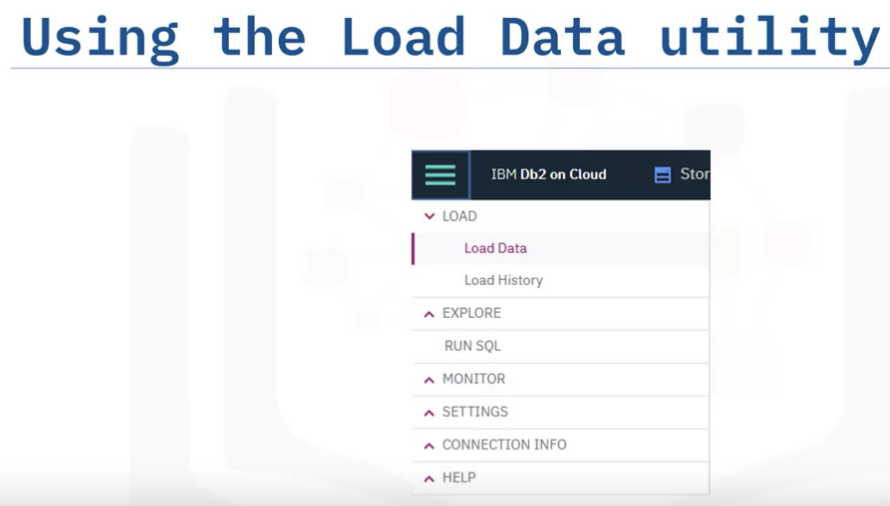 Using the Load Data utility
IBM Db2 on Cloud Stor
LOAD
Load Data
Load History
EXPLORE
RUN SQL
MONITOR
SETTINGS
CONNECTION INFO
HELP